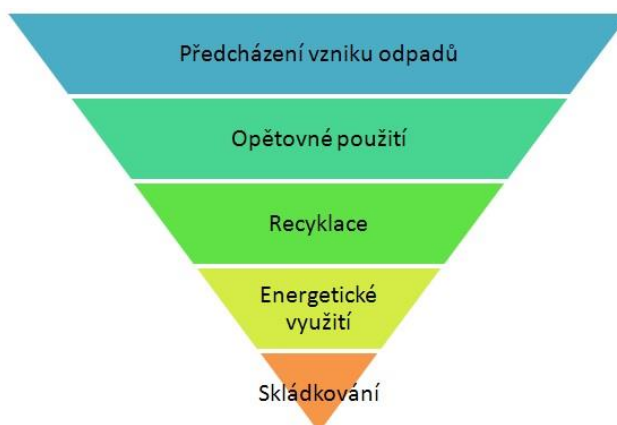 Předcházení vzniku odpadů
Opětovné použití
Recyklace
Energetické
využití
Skládkování